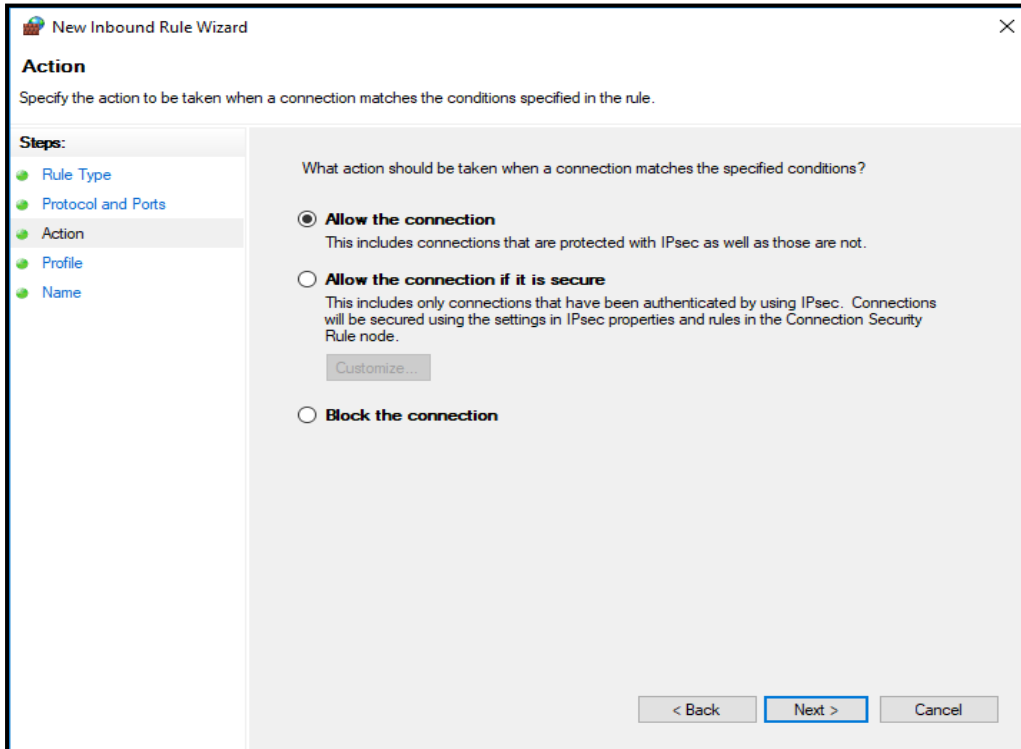 New Inbound Rule Wizard
Action
Specify the action to be taken when a connection matches the conditions specified in the rule.
Steps:
Rule Type
Protocol and Ports
Action
Profile
Name
What action should be taken when a connection matches the specified conditions?
Allow the connection
This includes connections that are protected with IPsec as well as those are not.
Allow the connection if it is secure
This includes only connections that have been authenticated by using IPsec. Connections
will be secured using the settings in IPsec properties and rules in the Connection Security
Rule node.
Customize...
Block the connection
< Back
Next >
Cancel